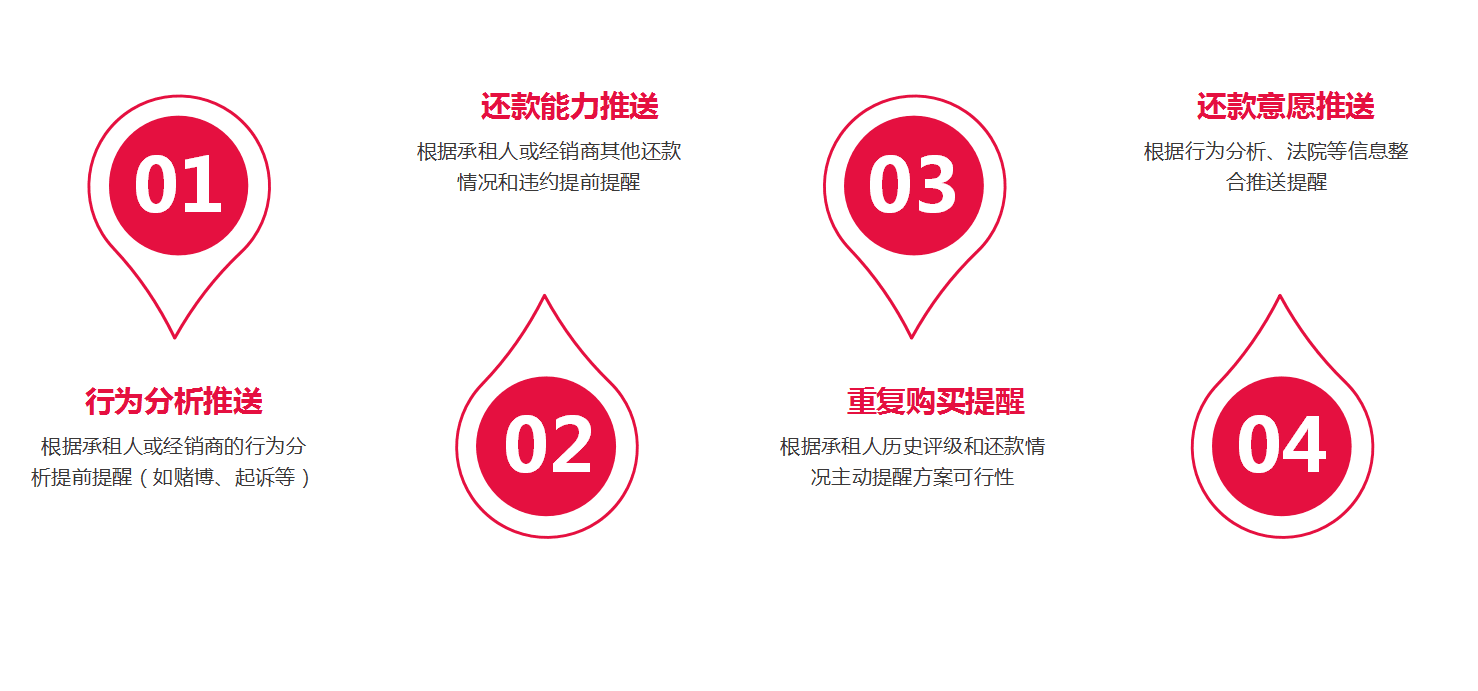 01
行为分析推送
根据承租人或经销商的行为分
析提前提醒（如赌博、起诉等）
还款能力推送
根据承租人或经销商其他还款
情况和违约提前提醒
02
03
重复购买提醒
根据承租人历史评级和还款情
况主动提醒方案可行性
还款意愿推送
根据行为分析、法院等信息整
合推送提醒
04